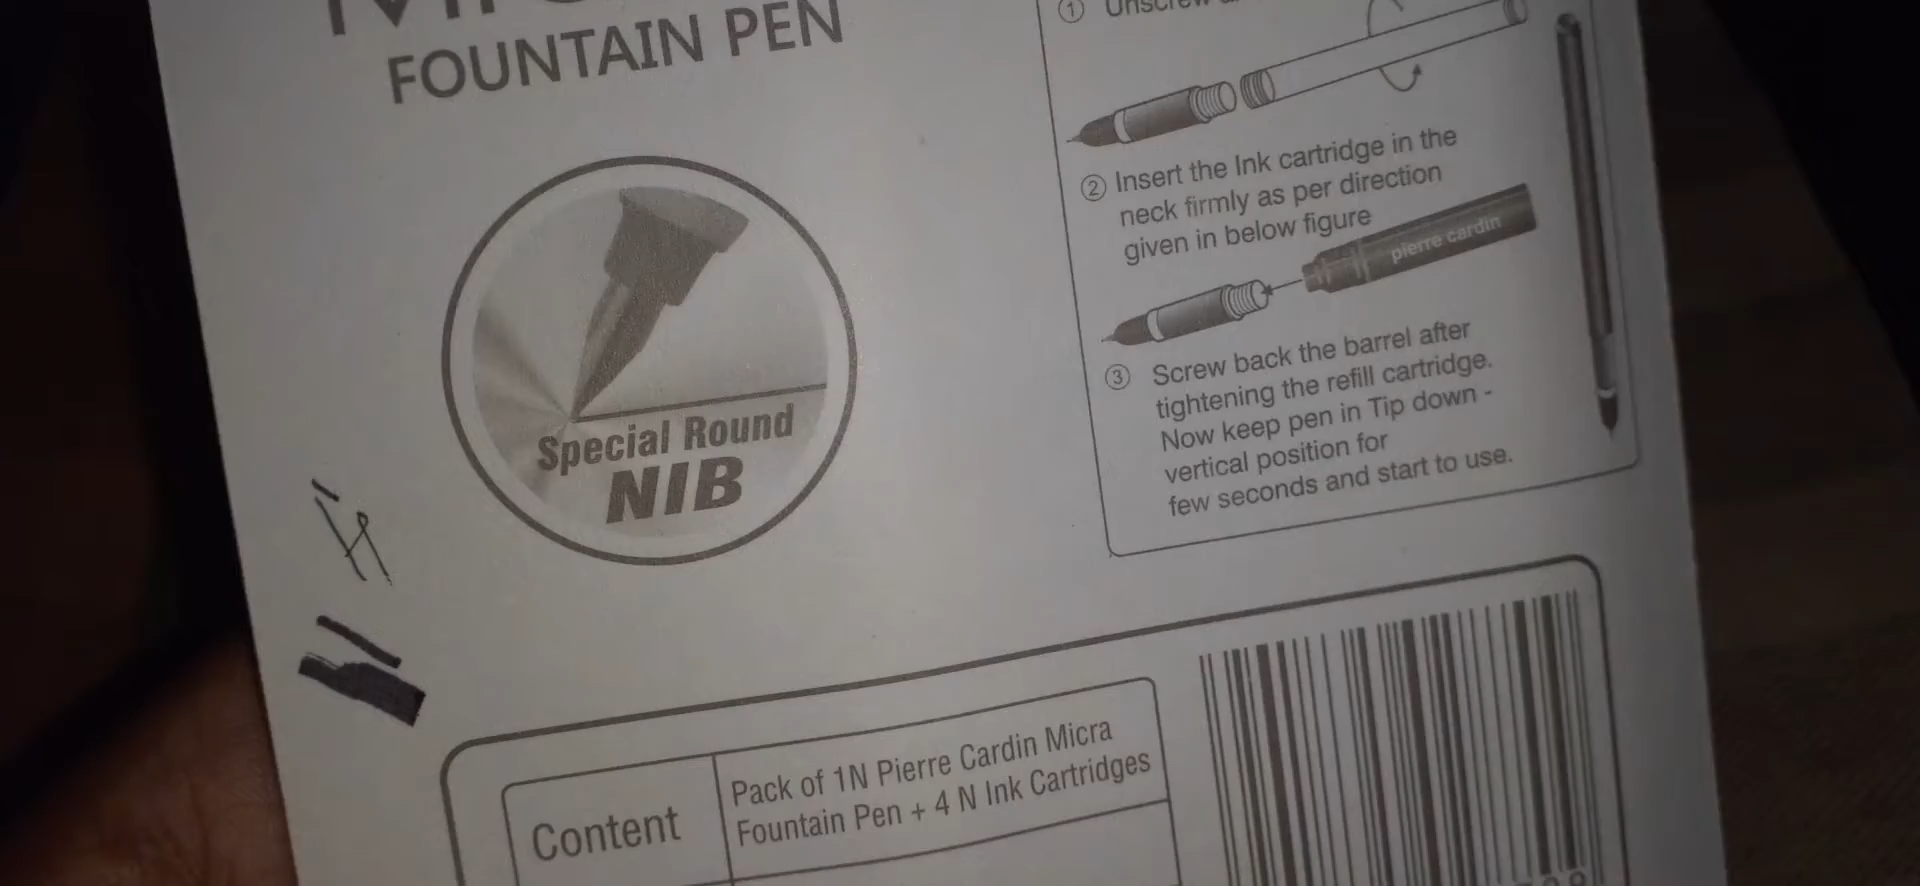 FOUNTAIN PEN
Special Round
NIB
1 Unscrew
2 Insert the Ink cartridge in the
neck firmly as per direction
given in below figure
pierre cardin
3 Screw back the barrel after
tightening the refill cartridge.
Now keep pen in Tip down -
vertical position for
few seconds and start to use.
Content
Pack of 1N Pierre Cardin Micra
Fountain Pen + 4 N Ink Cartridges